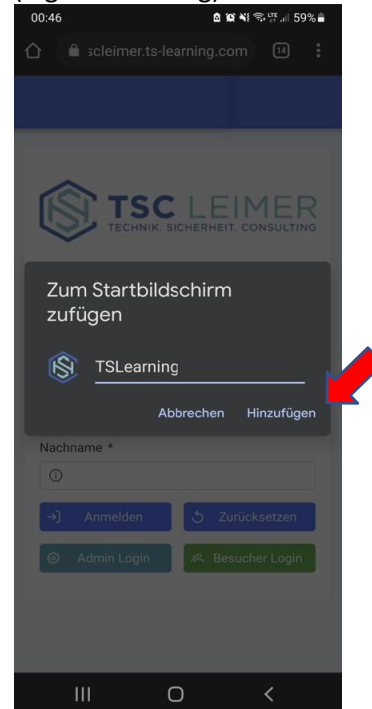 00:46
59%
scleimer.ts-learning.com
14
TSC LEIMER
TECHNIK. SICHERHEIT. CONSULTING
Zum Startbildschirm
zufügen
TSLearning
Abbrechen Hinzufügen
Nachname *
Anmelden Zurücksetzen
Admin Login Besucher Login